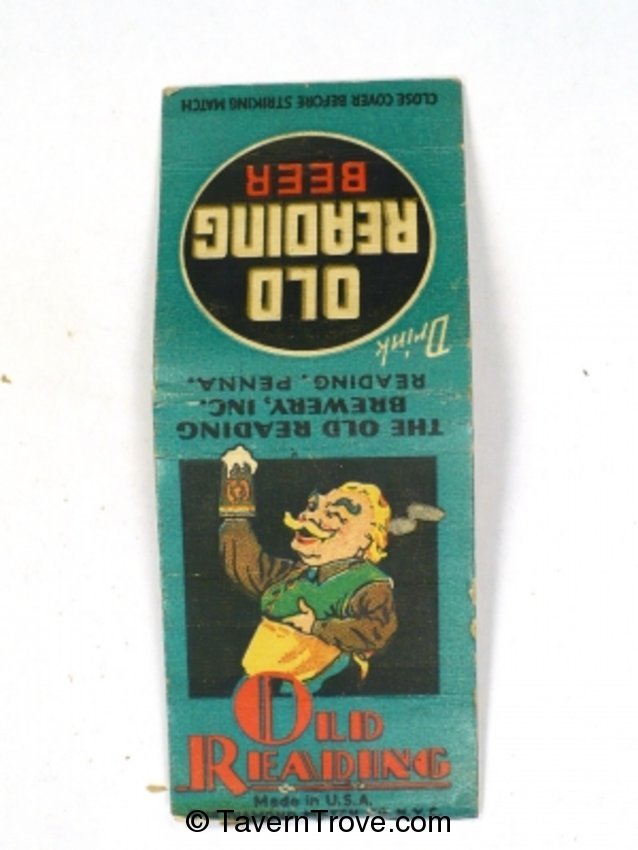 CLOSE COVER BEFORE STRIKING MATCH
Drink
OLD
READING
BEER
THE OLD READING
BREWERY, INC.
READING, PENNA.
OLD
READING
Made in U.S.A.
© TavernTrove.com